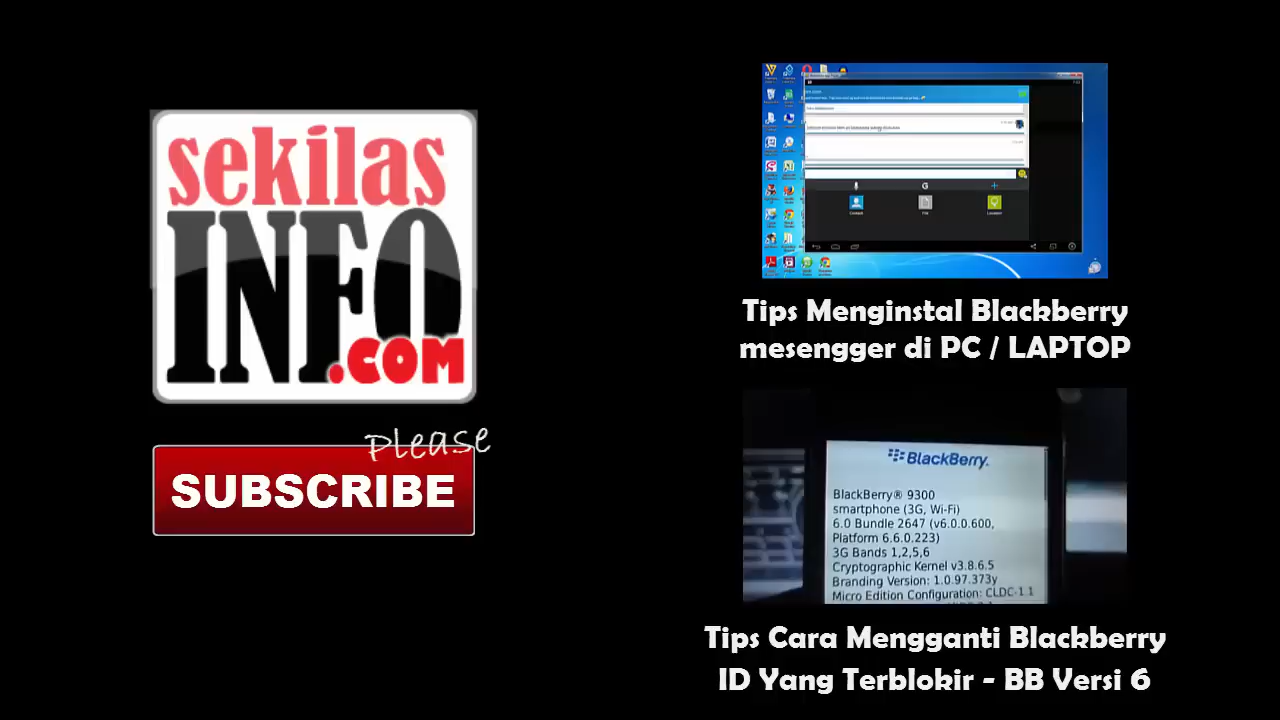 sekilas
INFO
.COM
please
SUBSCRIBE
Tips Menginstal Blackberry
mesengger di PC / LAPTOP
BlackBerry.
BlackBerry® 9300
smartphone (3G, Wi-Fi)
6.0 Bundle 2647 (v6.0.0.600,
Platform 6.6.0.223)
3G Bands 1,2,5,6
Cryptographic Kernel v3.8.6.5
Branding Version: 1.0.97.373y
Micro Edition Configuration: CLDC-1.1
Tips Cara Mengganti Blackberry
ID Yang Terblokir - BB Versi 6